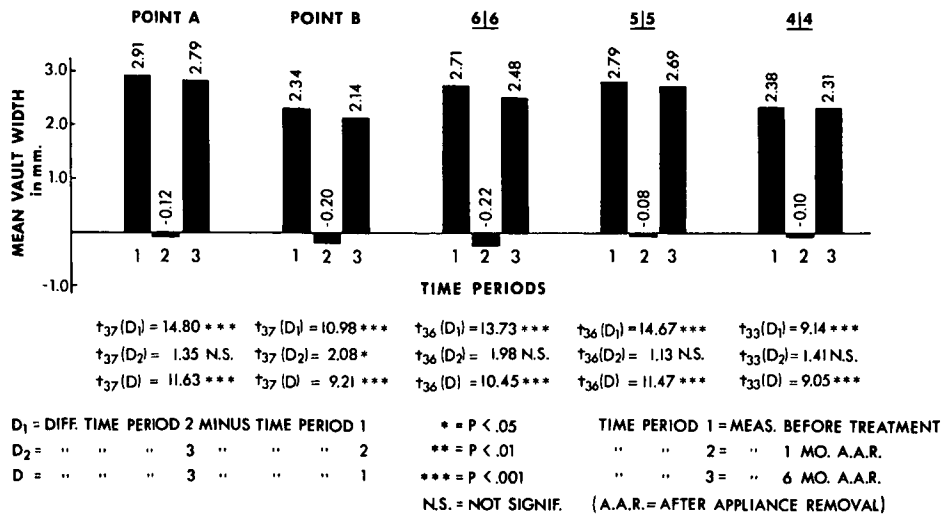 POINT A POINT B 6|6 5|5 4|4
MEAN VAULT WIDTH
in mm.
3.0
2.0
1.0
-1.0
2.91 -0.12 2.79
2.34 -0.20 2.14
2.71 -0.22 2.48
2.79 -0.08 2.69
2.38 -0.10 2.31
1 2 3 1 2 3 1 2 3 1 2 3 1 2 3
TIME PERIODS
t37(D1) = 14.80 *** t37(D1) = 10.98 *** t36(D1) = 13.73 *** t36(D1) = 14.67 *** t33(D1) = 9.14 ***
t37(D2) = 1.35 N.S. t37(D2) = 2.08 * t36(D2) = 1.98 N.S. t36(D2) = 1.13 N.S. t33(D2) = 1.41 N.S.
t37(D) = 11.63 *** t37(D) = 9.21 *** t36(D) = 10.45 *** t36(D) = 11.47 *** t33(D) = 9.05 ***
D1 = DIFF. TIME PERIOD 2 MINUS TIME PERIOD 1 * = P < .05 TIME PERIOD 1 = MEAS. BEFORE TREATMENT
D2 = " " " 3 " " " 2 ** = P < .01 " " 2 = " 1 MO. A.A.R.
D = " " " 3 " " " 1 *** = P < .001 " " 3 = " 6 MO. A.A.R.
N.S. = NOT SIGNIF. (A.A.R. = AFTER APPLIANCE REMOVAL)